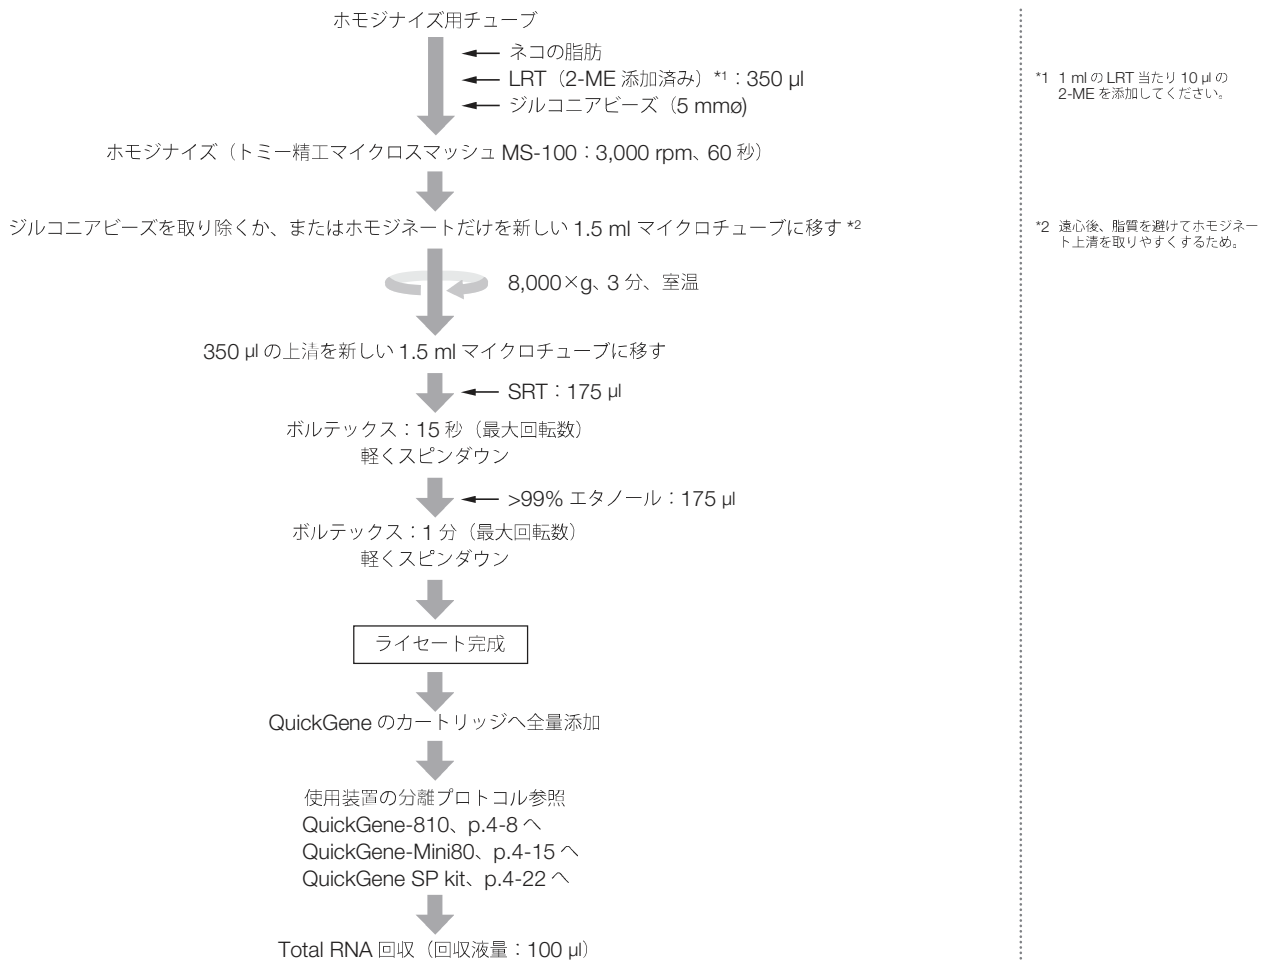 ホモジナイズ用チューブ
ネコの脂肪
LRT（2-ME 添加済み）*1：350 µl
ジルコニアビーズ（5 mmø)
*1 1 ml の LRT 当たり 10 µl の
2-ME を添加してください。
ホモジナイズ（トミー精工マイクロスマッシュ MS-100：3,000 rpm、60 秒）
ジルコニアビーズを取り除くか、またはホモジネートだけを新しい 1.5 ml マイクロチューブに移す *2
*2 遠心後、脂質を避けてホモジネー
ト上清を取りやすくするため。
8,000×g、3 分、室温
350 µl の上清を新しい 1.5 ml マイクロチューブに移す
SRT：175 µl
ボルテックス：15 秒（最大回転数）
軽くスピンダウン
>99% エタノール：175 µl
ボルテックス：1 分（最大回転数）
軽くスピンダウン
ライセート完成
QuickGene のカートリッジへ全量添加
使用装置の分離プロトコル参照
QuickGene-810、p.4-8 へ
QuickGene-Mini80、p.4-15 へ
QuickGene SP kit、p.4-22 へ
Total RNA 回収（回収液量：100 µl）